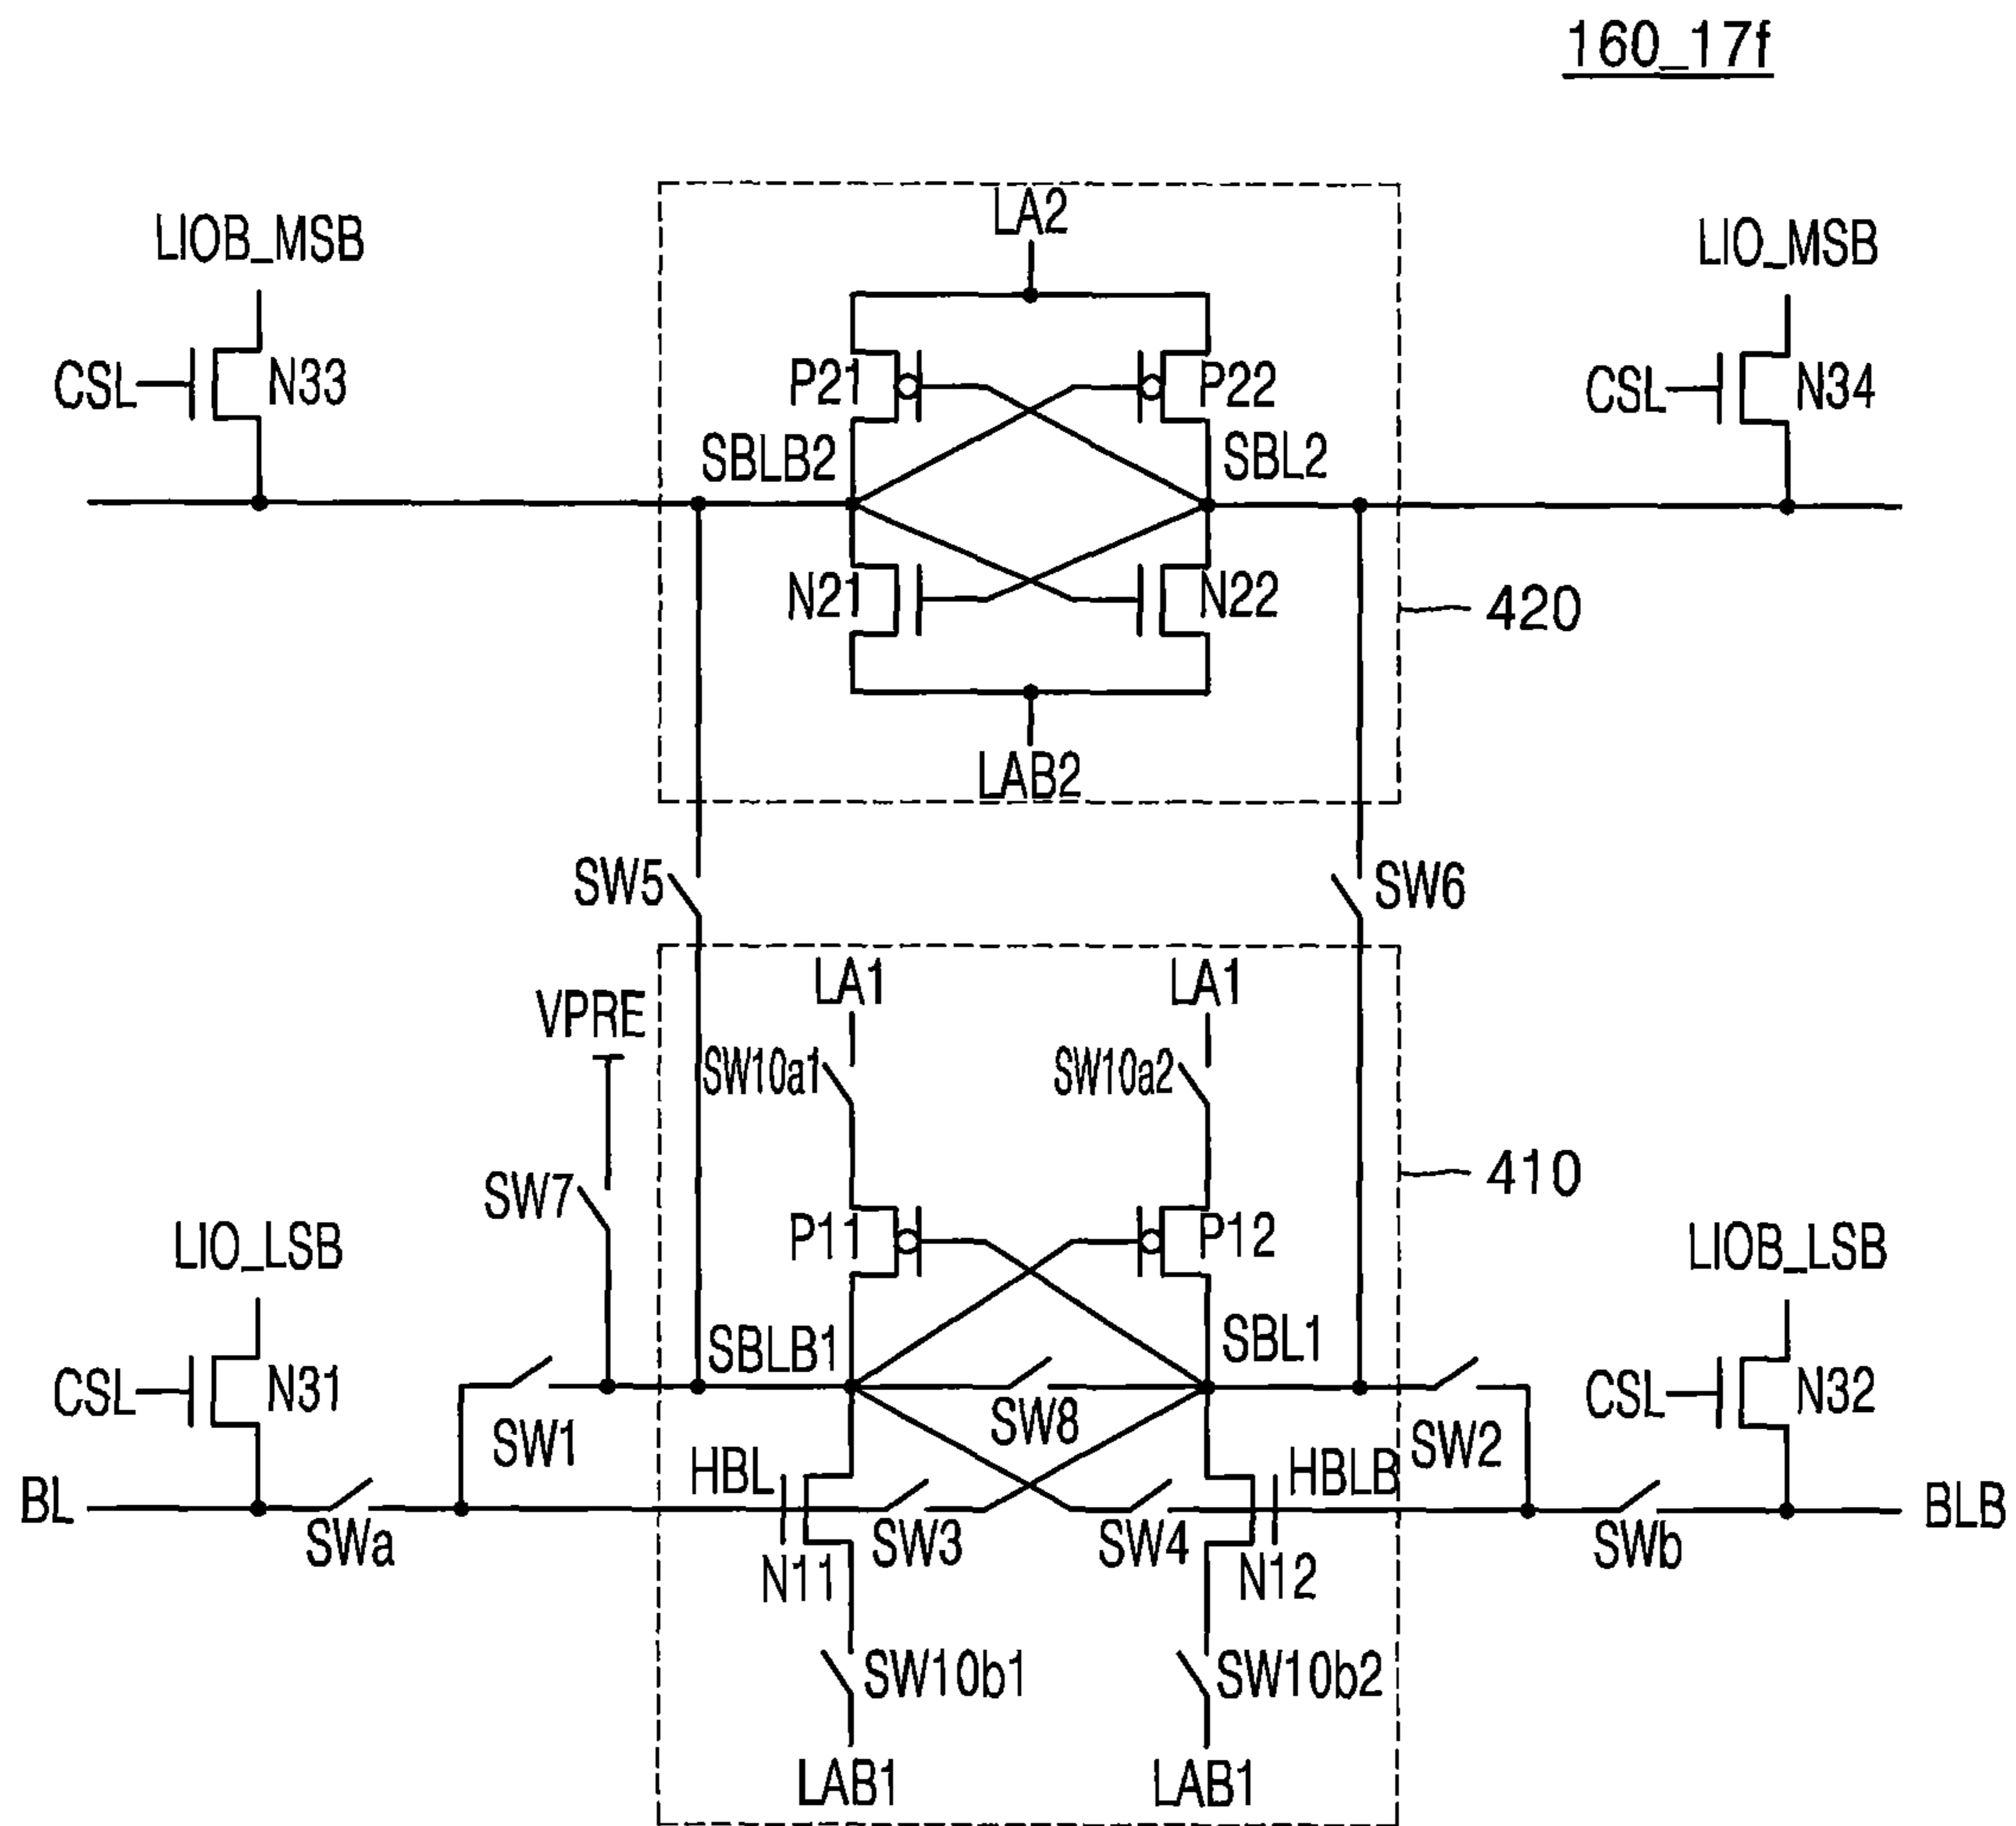 160_17f
LA2
LIOB_MSB
LIO_MSB
CSL
N33
P21
P22
CSL
N34
SBLB2
SBL2
N21
N22
420
LAB2
SW5
SW6
LA1
LA1
VPRE
SW10a1
SW10a2
410
SW7
P11
P12
LIO_LSB
LIOB_LSB
SBLB1
SBL1
CSL
N31
CSL
N32
SW1
SW8
SW2
HBL
HBLB
BL
SWa
SW3
SW4
SWb
BLB
N11
N12
SW10b1
SW10b2
LAB1
LAB1